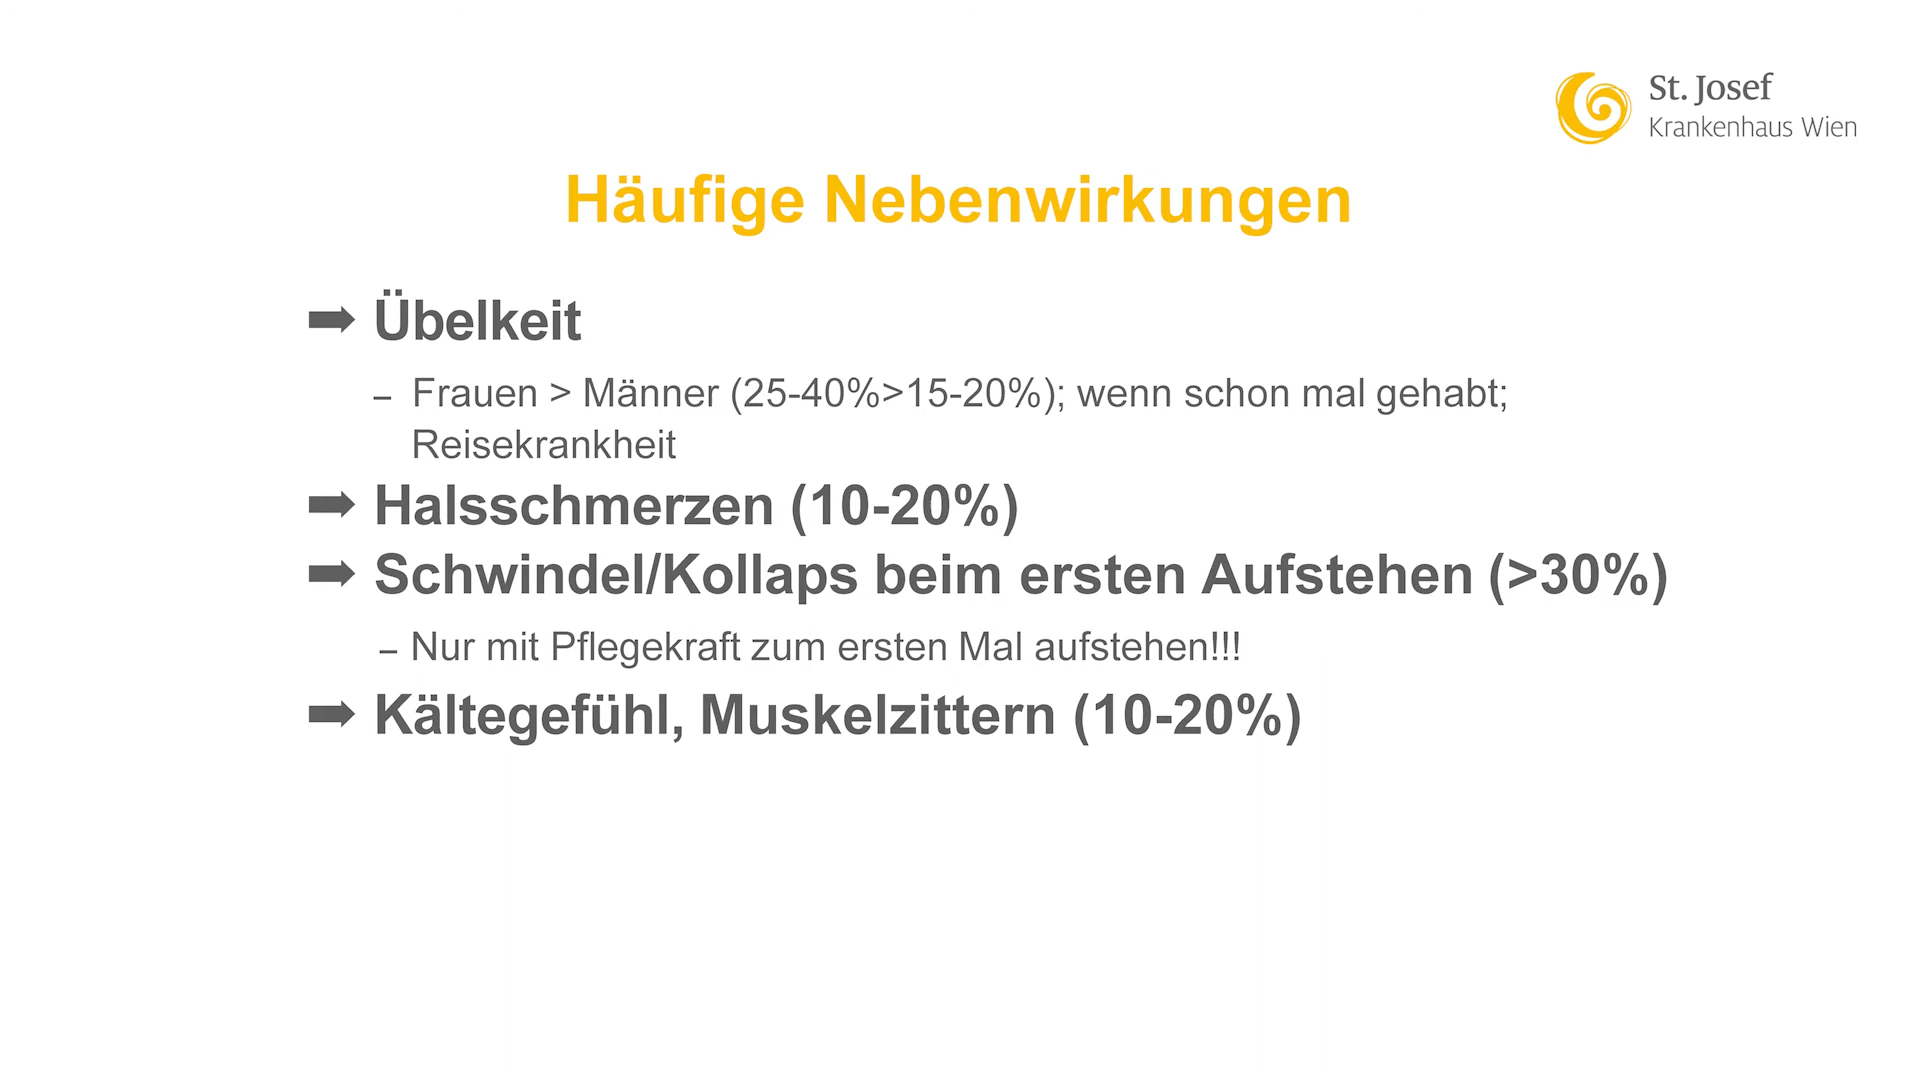 St. Josef
Krankenhaus Wien
Häufige Nebenwirkungen
➡ Übelkeit
– Frauen > Männer (25-40%>15-20%); wenn schon mal gehabt;
Reisekrankheit
➡ Halsschmerzen (10-20%)
➡ Schwindel/Kollaps beim ersten Aufstehen (>30%)
– Nur mit Pflegekraft zum ersten Mal aufstehen!!!
➡ Kältegefühl, Muskelzittern (10-20%)